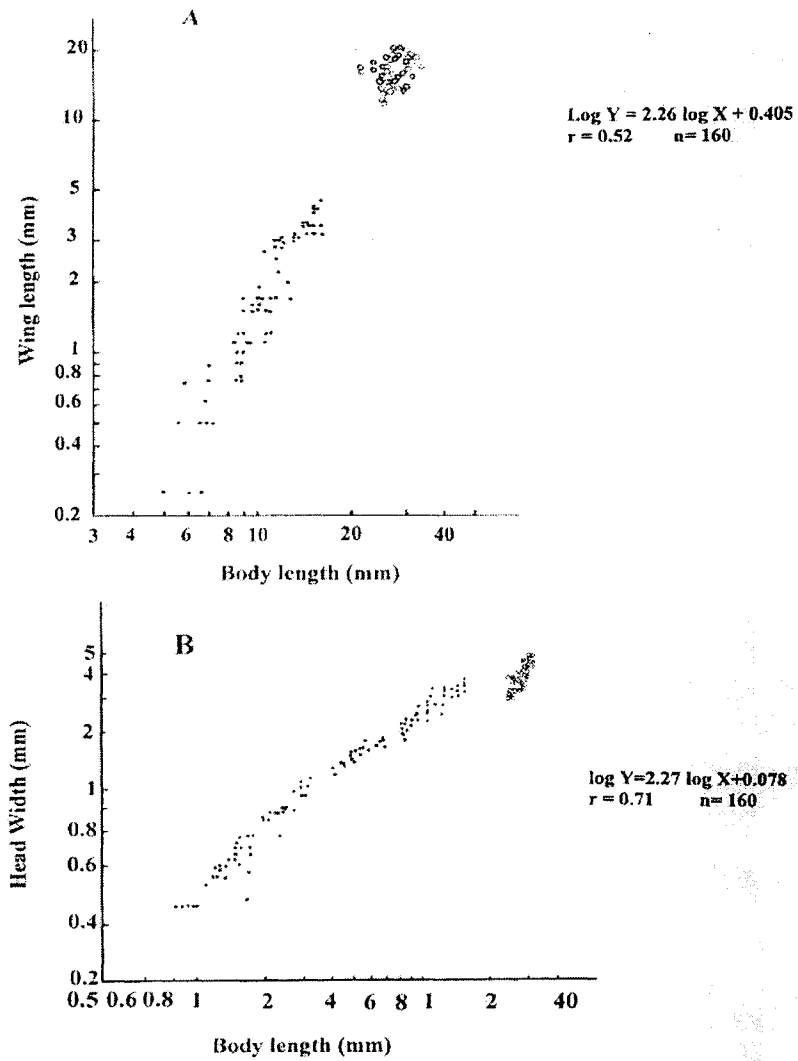 A
20
10
5
3
2
1
0.8
0.6
0.4
0.2
Wing length (mm)
3 4 6 8 10 20 40
Body length (mm)
Log Y = 2.26 log X + 0.405
r = 0.52 n= 160
B
5
4
2
1
0.8
0.6
0.4
0.2
Head Width (mm)
0.5 0.6 0.8 1 2 4 6 8 1 2 40
Body length (mm)
log Y=2.27 log X+0.078
r = 0.71 n= 160